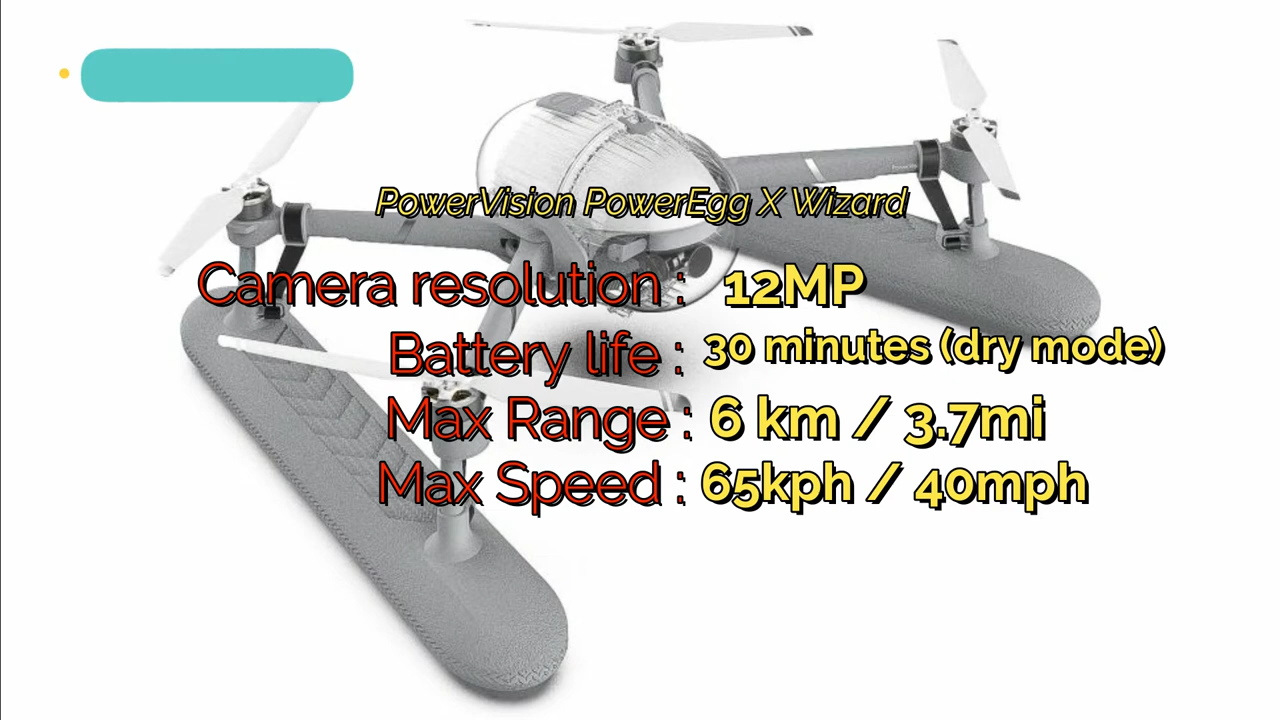 PowerVision PowerEgg X Wizard
Camera resolution : 12MP
Battery life : 30 minutes (dry mode)
Max Range : 6 km / 3.7mi
Max Speed : 65kph / 40mph